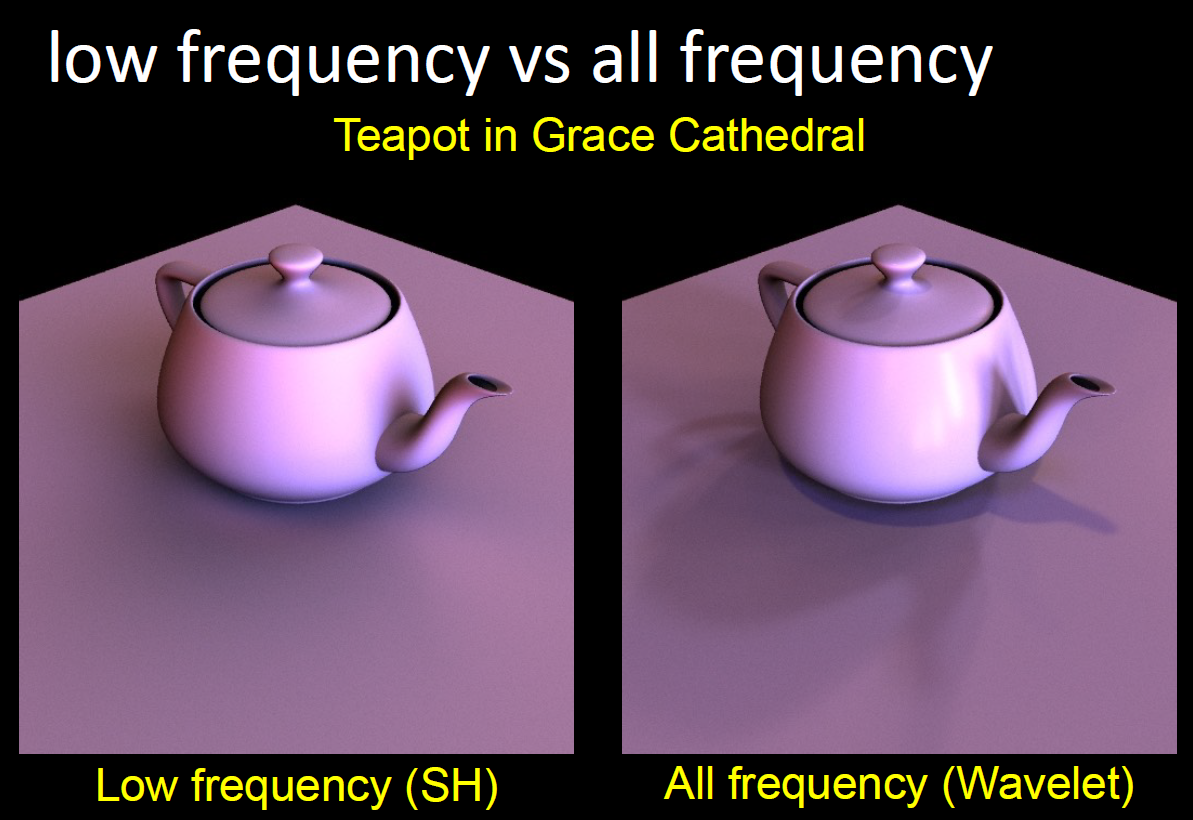 low frequency vs all frequency
Teapot in Grace Cathedral
Low frequency (SH)
All frequency (Wavelet)